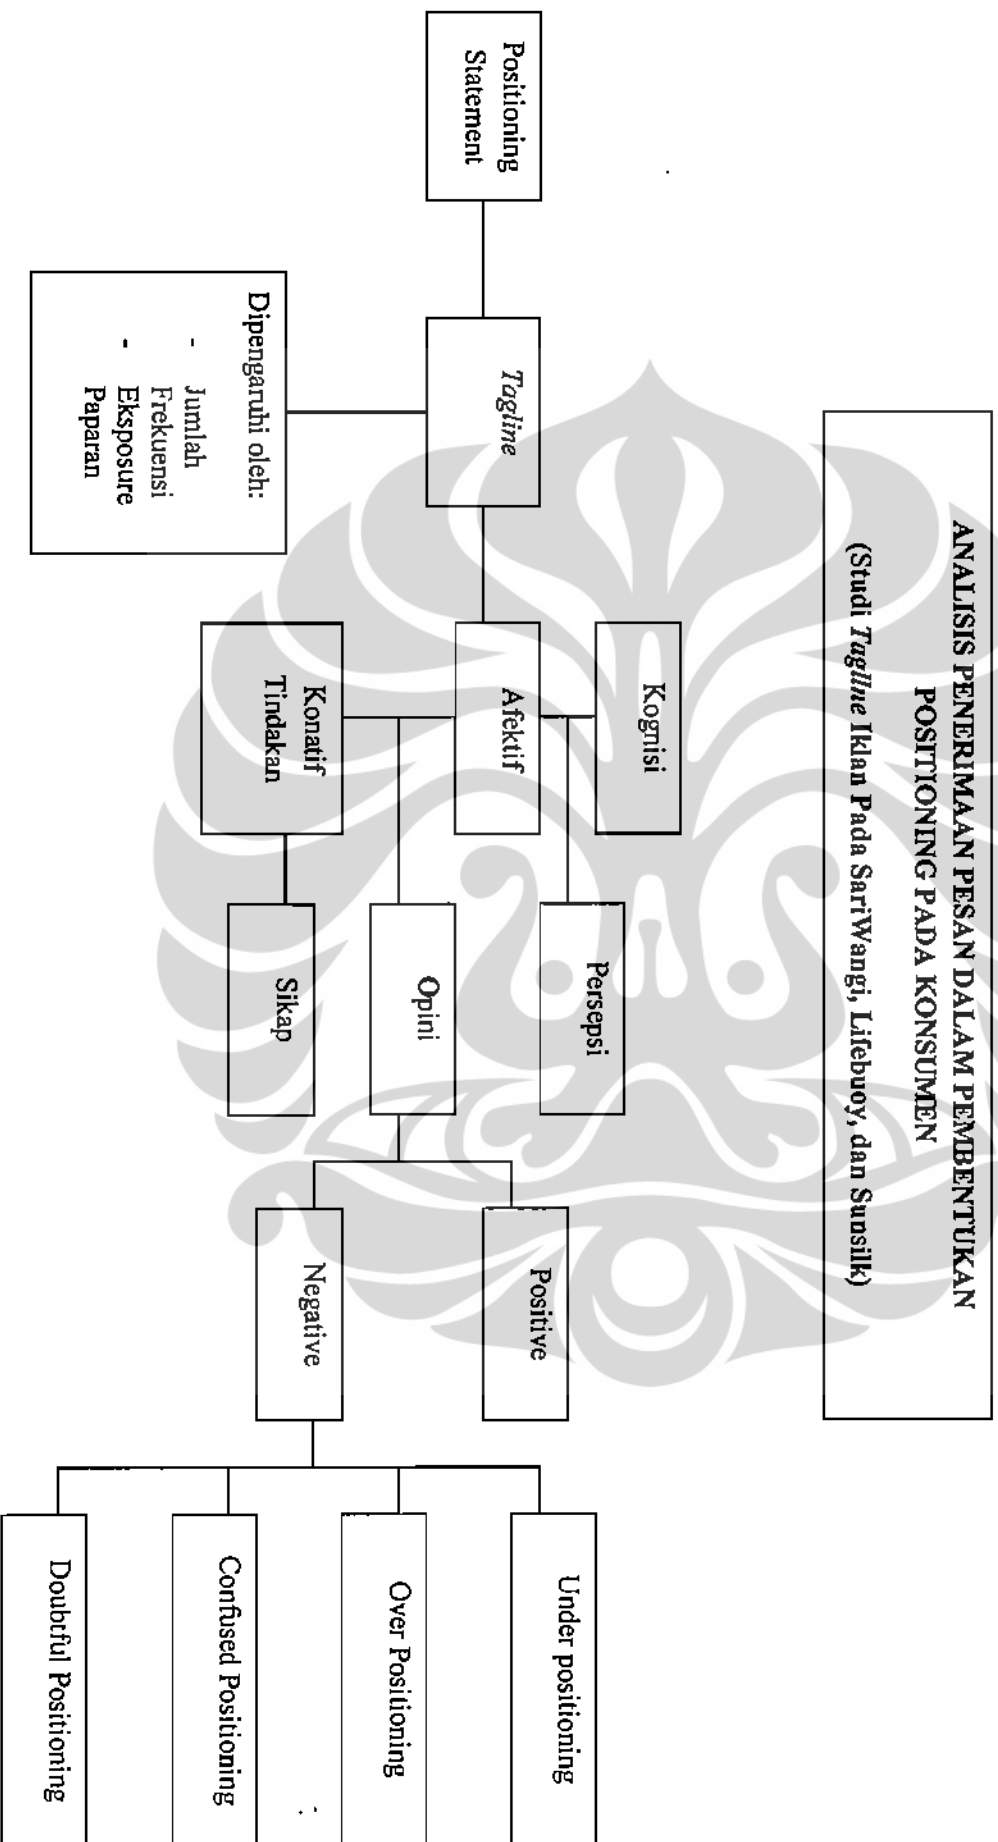 ANALISIS PENERIMAAN PESAN DALAM PEMBENTUKAN
POSITIONING PADA KONSUMEN
(Studi Tagline Iklan Pada SariWangi, Lifebuoy, dan Sunsilk)
Positioning
Statement
Tagline
Dipengaruhi oleh:
- Jumlah
Frekuensi
- Eksposure
Paparan
Kognisi
Afektif
Konatif
Tindakan
Persepsi
Opini
Sikap
Positive
Negative
Under positioning
Over Positioning
Confused Positioning
Doubtful Positioning